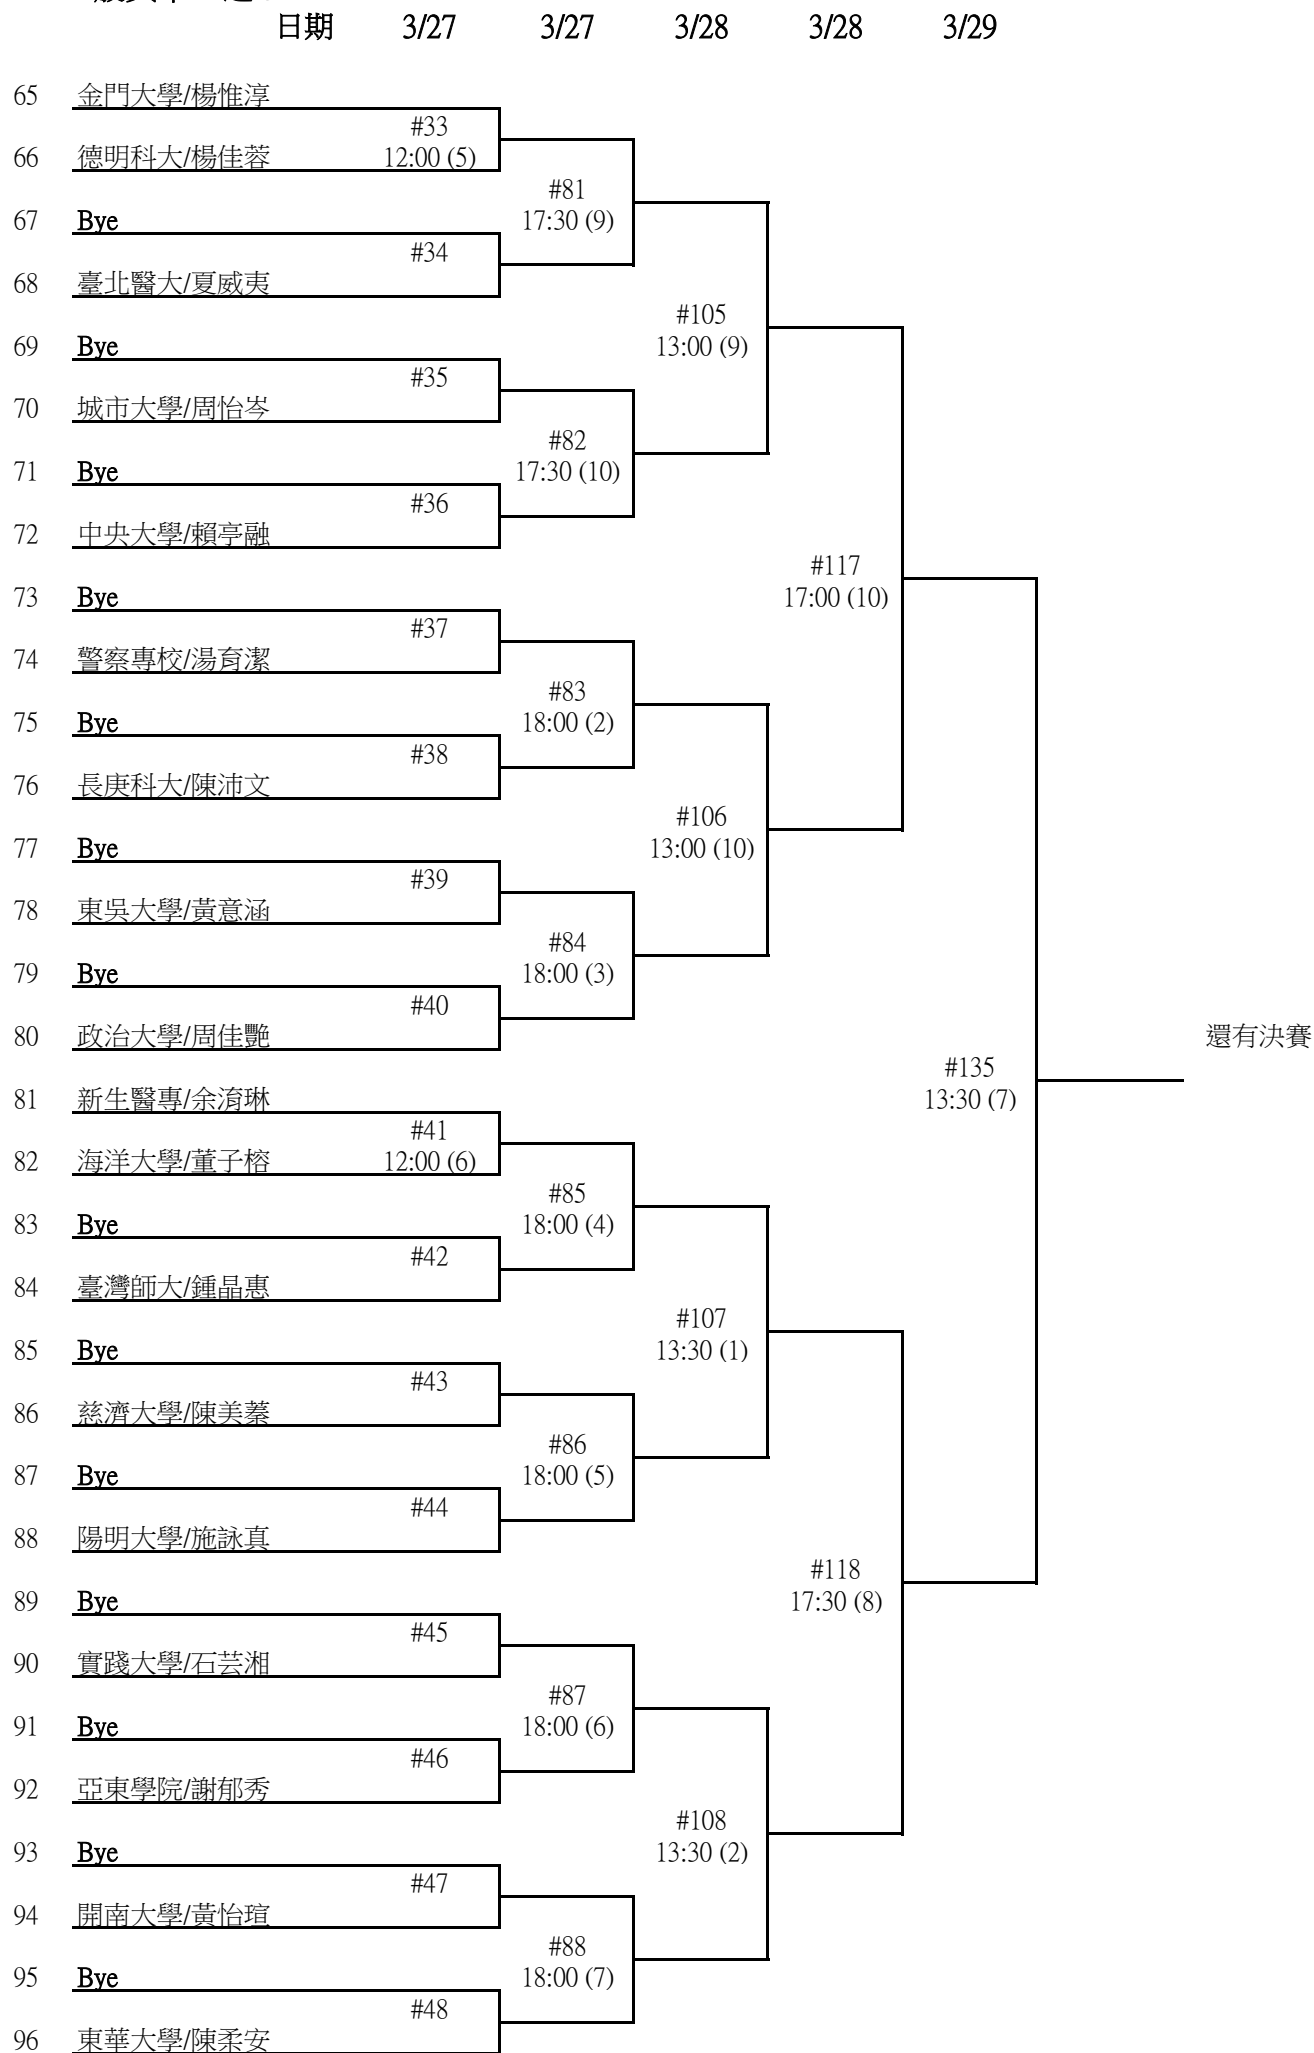 日期 3/27 3/27 3/28 3/28 3/29
65 金門大學/楊惟淳
#33
66 德明科大/楊佳蓉 12:00 (5)
#81
67 Bye 17:30 (9)
#34
68 臺北醫大/夏威夷
#105
69 Bye 13:00 (9)
#35
70 城市大學/周怡岑
#82
71 Bye 17:30 (10)
#36
72 中央大學/賴亭融
#117
73 Bye 17:00 (10)
#37
74 警察專校/湯育潔
#83
75 Bye 18:00 (2)
#38
76 長庚科大/陳沛文
#106
77 Bye 13:00 (10)
#39
78 東吳大學/黃意涵
#84
79 Bye 18:00 (3)
#40
80 政治大學/周佳艷 還有決賽
#135
81 新生醫專/余淯琳 13:30 (7)
#41
82 海洋大學/董子榕 12:00 (6)
#85
83 Bye 18:00 (4)
#42
84 臺灣師大/鍾晶惠
#107
85 Bye 13:30 (1)
#43
86 慈濟大學/陳美蓁
#86
87 Bye 18:00 (5)
#44
88 陽明大學/施詠真
#118
89 Bye 17:30 (8)
#45
90 實踐大學/石芸湘
#87
91 Bye 18:00 (6)
#46
92 亞東學院/謝郁秀
#108
93 Bye 13:30 (2)
#47
94 開南大學/黃怡瑄
#88
95 Bye 18:00 (7)
#48
96 東華大學/陳柔安